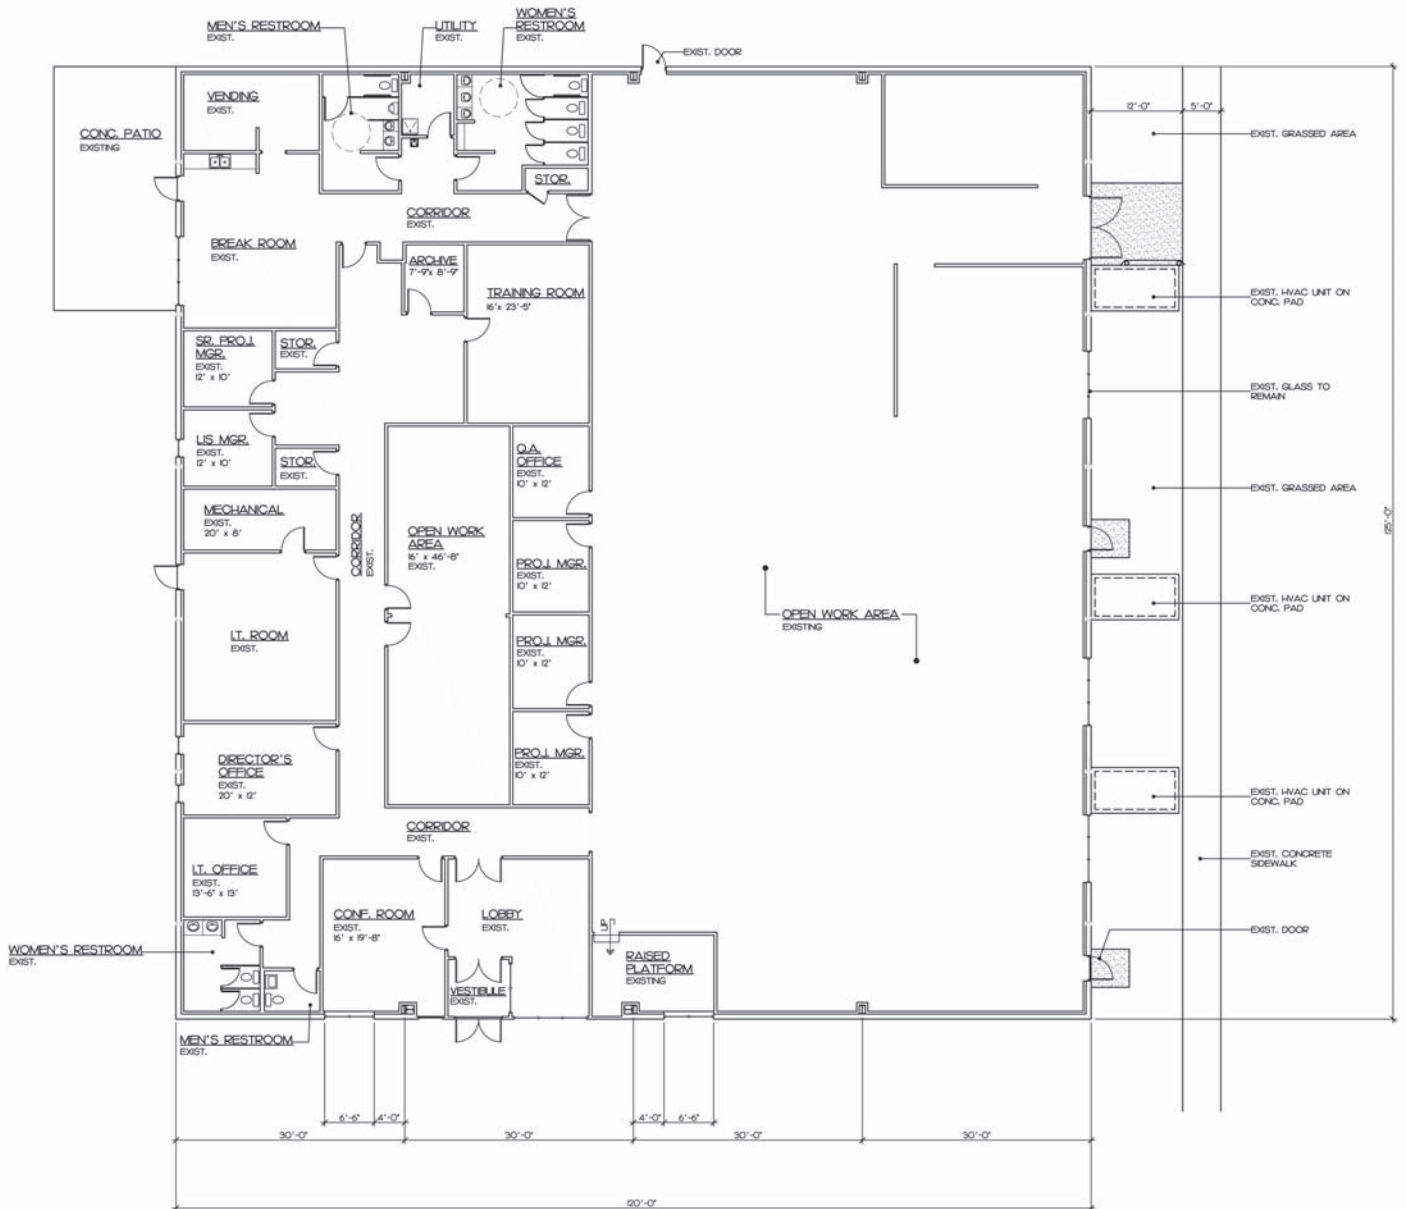 MEN'S RESTROOM
EXIST.
UTILITY
EXIST.
WOMEN'S
RESTROOM
EXIST.
EXIST. DOOR
VENDING
EXIST.
CONC. PATIO
EXISTING
12'-0"
5'-0"
EXIST. GRASSED AREA
STOR.
CORRIDOR
EXIST.
BREAK ROOM
EXIST.
ARCHIVE
7'-9"x 8'-9"
TRAINING ROOM
16'x 23'-5"
EXIST. HVAC UNIT ON
CONC. PAD
SR. PROJ.
MGR.
EXIST.
12' x 10'
STOR.
EXIST.
EXIST. GLASS TO
REMAIN
LIS MGR.
EXIST.
12' x 10'
STOR.
EXIST.
Q.A.
OFFICE
EXIST.
10' x 12'
EXIST. GRASSED AREA
MECHANICAL
EXIST.
20' x 8'
CORRIDOR
EXIST.
OPEN WORK
AREA
16' x 46'-8"
EXIST.
125'-0"
PROJ. MGR.
EXIST.
10' x 12'
EXIST. HVAC UNIT ON
CONC. PAD
OPEN WORK AREA
EXISTING
I.T. ROOM
EXIST.
PROJ. MGR.
EXIST.
10' x 12'
DIRECTOR'S
OFFICE
EXIST.
20' x 12'
PROJ. MGR.
EXIST.
10' x 12'
EXIST. HVAC UNIT ON
CONC. PAD
CORRIDOR
EXIST.
EXIST. CONCRETE
SIDEWALK
I.T. OFFICE
EXIST.
13'-6" x 13'
CONF. ROOM
EXIST.
16' x 19'-8"
LOBBY
EXIST.
UP
EXIST. DOOR
WOMEN'S RESTROOM
EXIST.
RAISED
PLATFORM
EXISTING
VESTIBULE
EXIST.
MEN'S RESTROOM
EXIST.
6'-6"
4'-0"
4'-0"
6'-6"
30'-0"
30'-0"
30'-0"
30'-0"
120'-0"